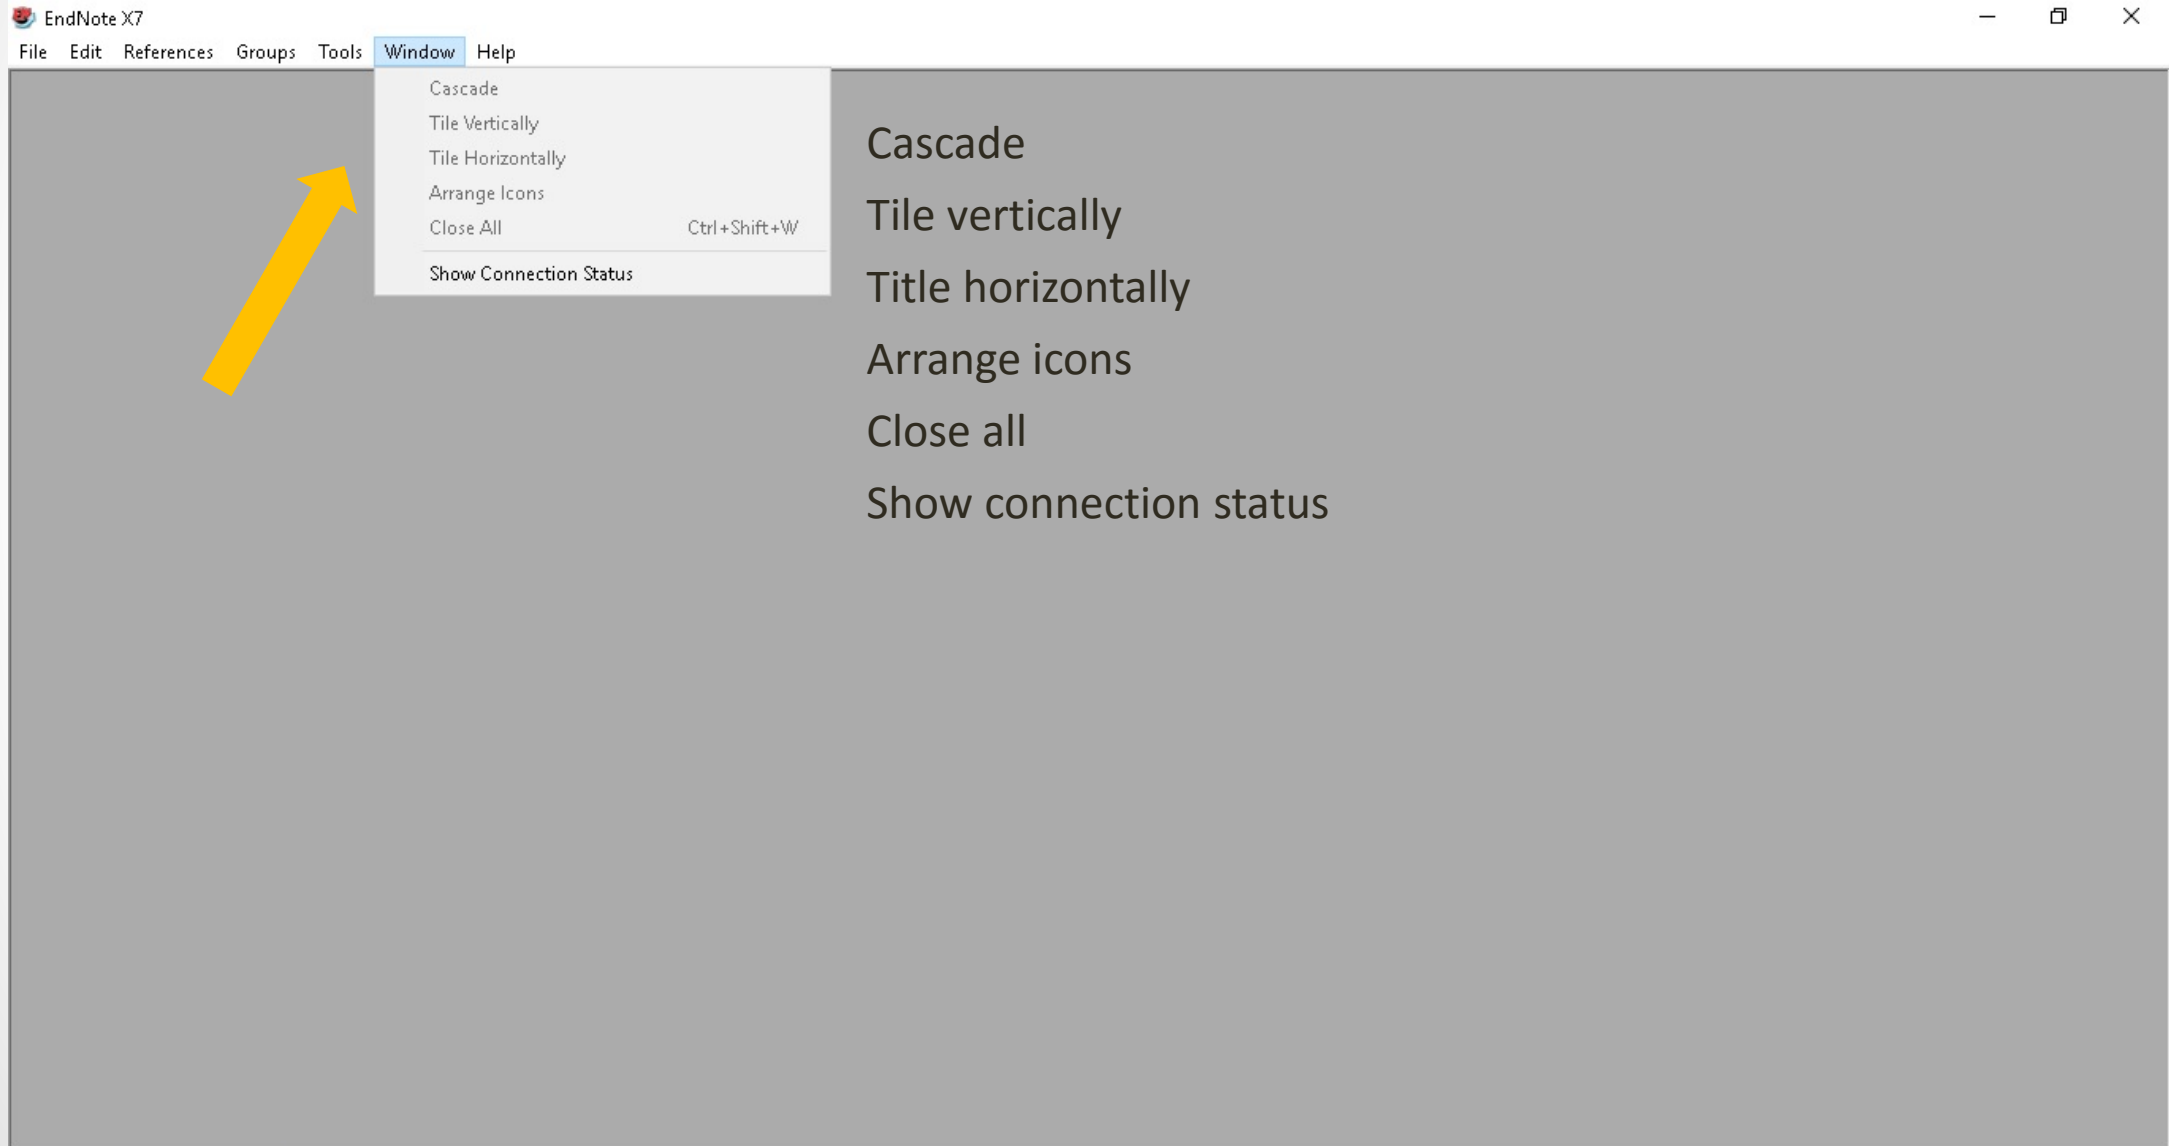 EndNote X7
File Edit References Groups Tools Window Help
Cascade
Tile Vertically
Tile Horizontally
Arrange Icons
Close All Ctrl+Shift+W
Show Connection Status
Cascade
Tile vertically
Title horizontally
Arrange icons
Close all
Show connection status